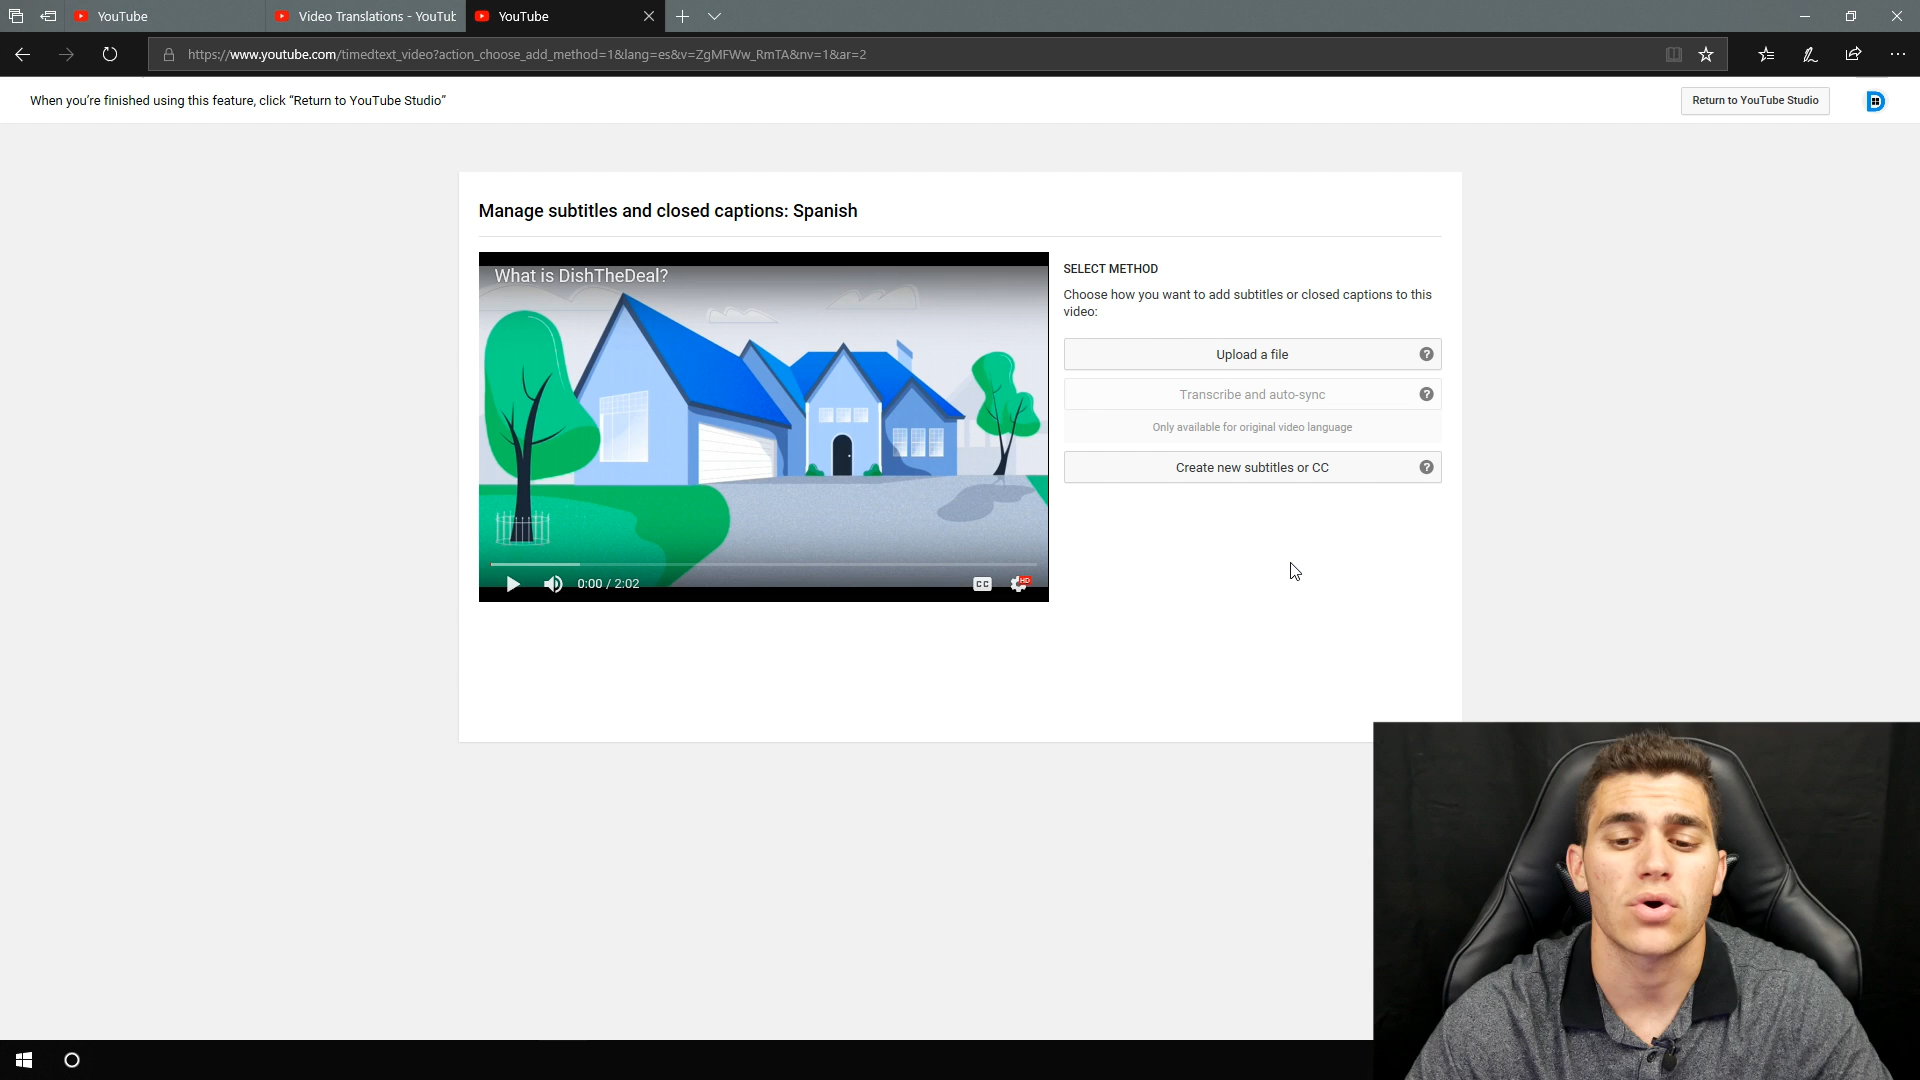 YouTube
Video Translations - YouTub
YouTube
https://www.youtube.com/timedtext_video?action_choose_add_method=1&lang=es&v=ZgMFWw_RmTA&nv=1&ar=2
When you're finished using this feature, click “Return to YouTube Studio”
Return to YouTube Studio
Manage subtitles and closed captions: Spanish
What is DishTheDeal?
0:00 / 2:02
CC
HD
SELECT METHOD
Choose how you want to add subtitles or closed captions to this
video:
Upload a file
?
Transcribe and auto-sync
?
Only available for original video language
Create new subtitles or CC
?